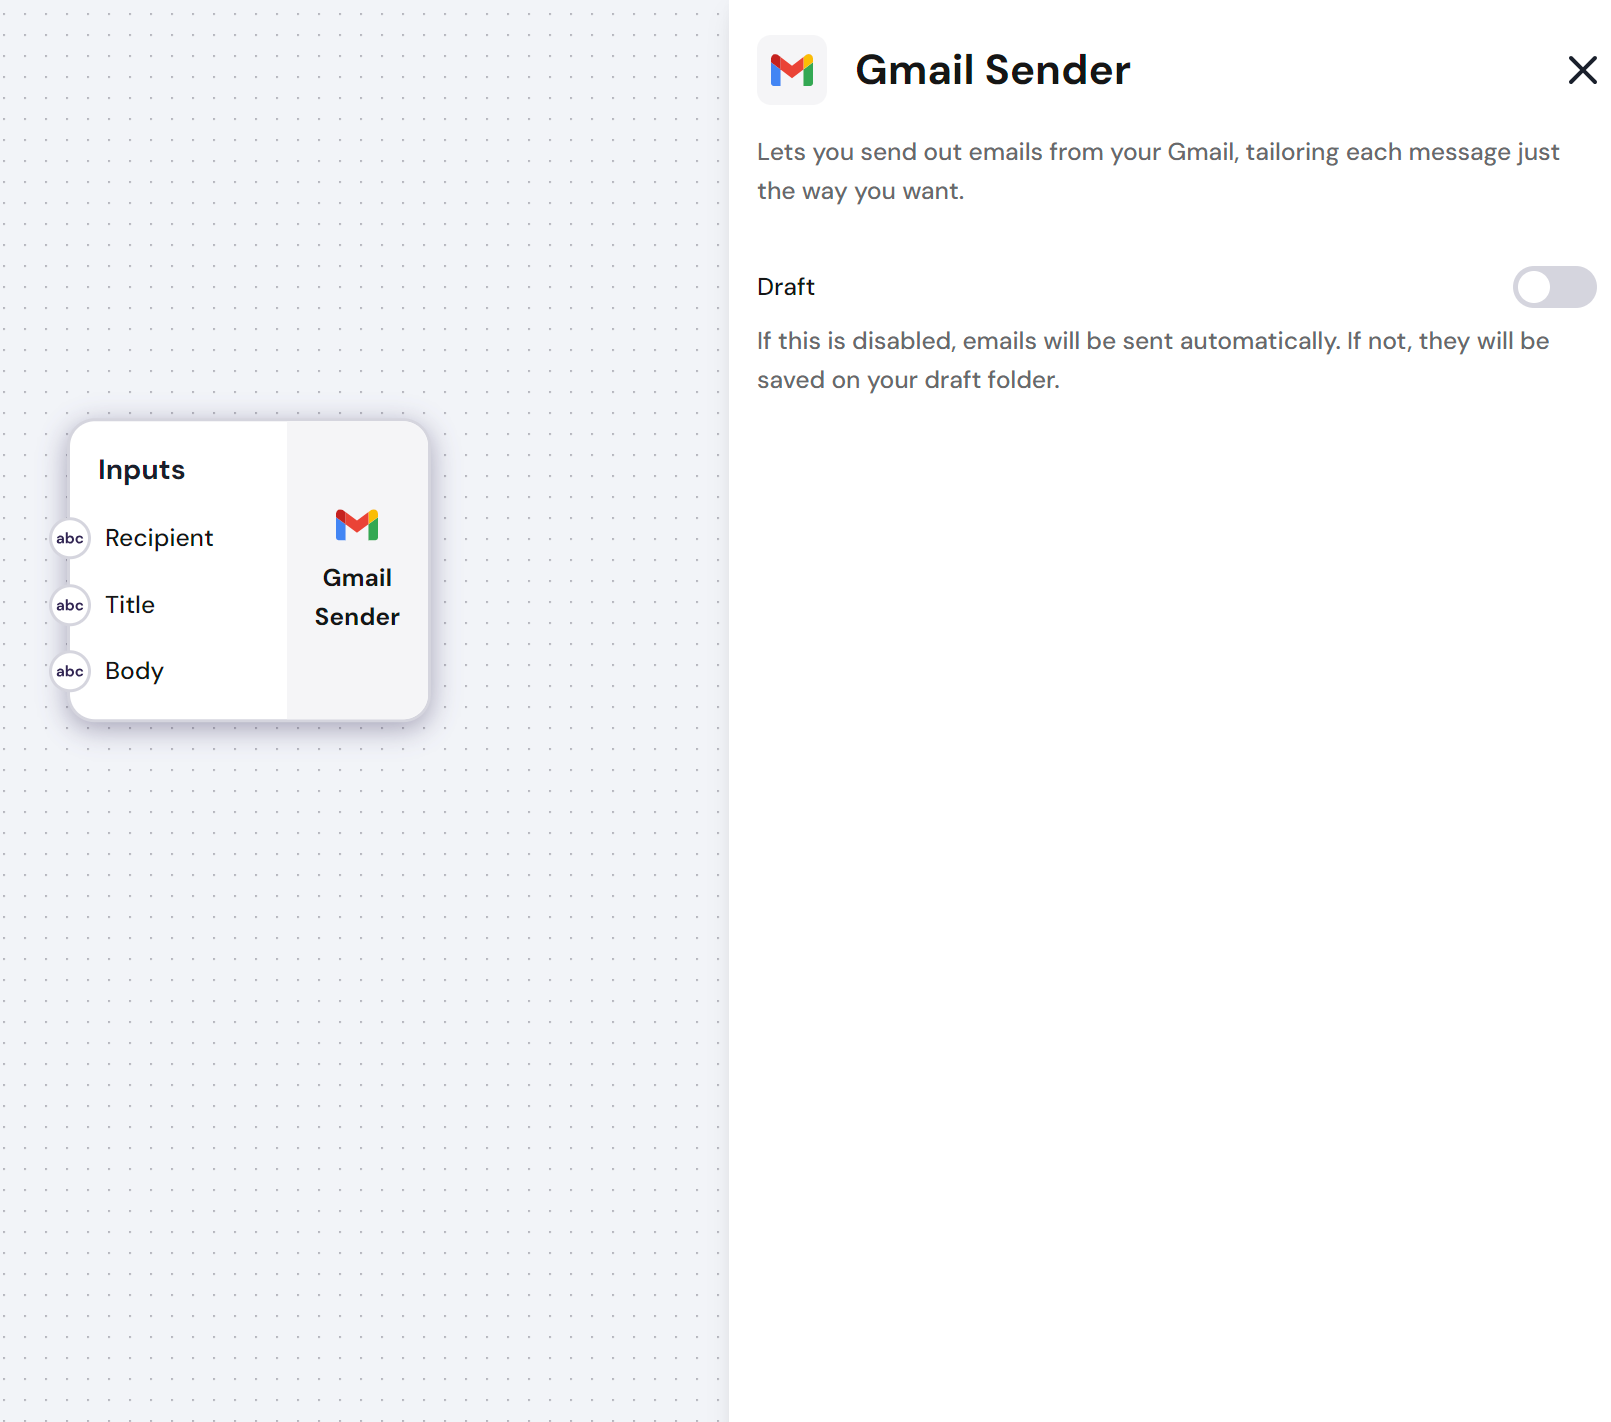 Gmail Sender
Lets you send out emails from your Gmail, tailoring each message just
the way you want.
Draft
If this is disabled, emails will be sent automatically. If not, they will be
saved on your draft folder.
Inputs
abc Recipient
abc Title
abc Body
Gmail
Sender